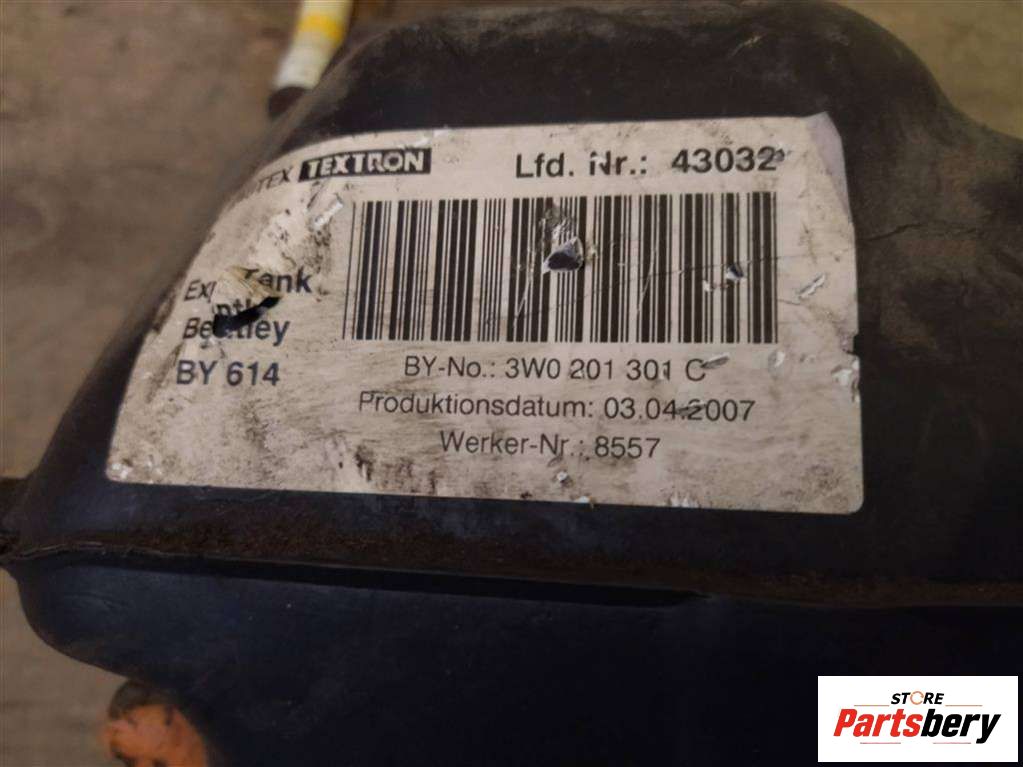 TEXTRON
Lfd. Nr.: 43032
Tank
Bentley
BY 614
BY-No.: 3W0 201 301 C
Produktionsdatum: 03.04.2007
Werker-Nr.: 8557
STORE
Partsbery